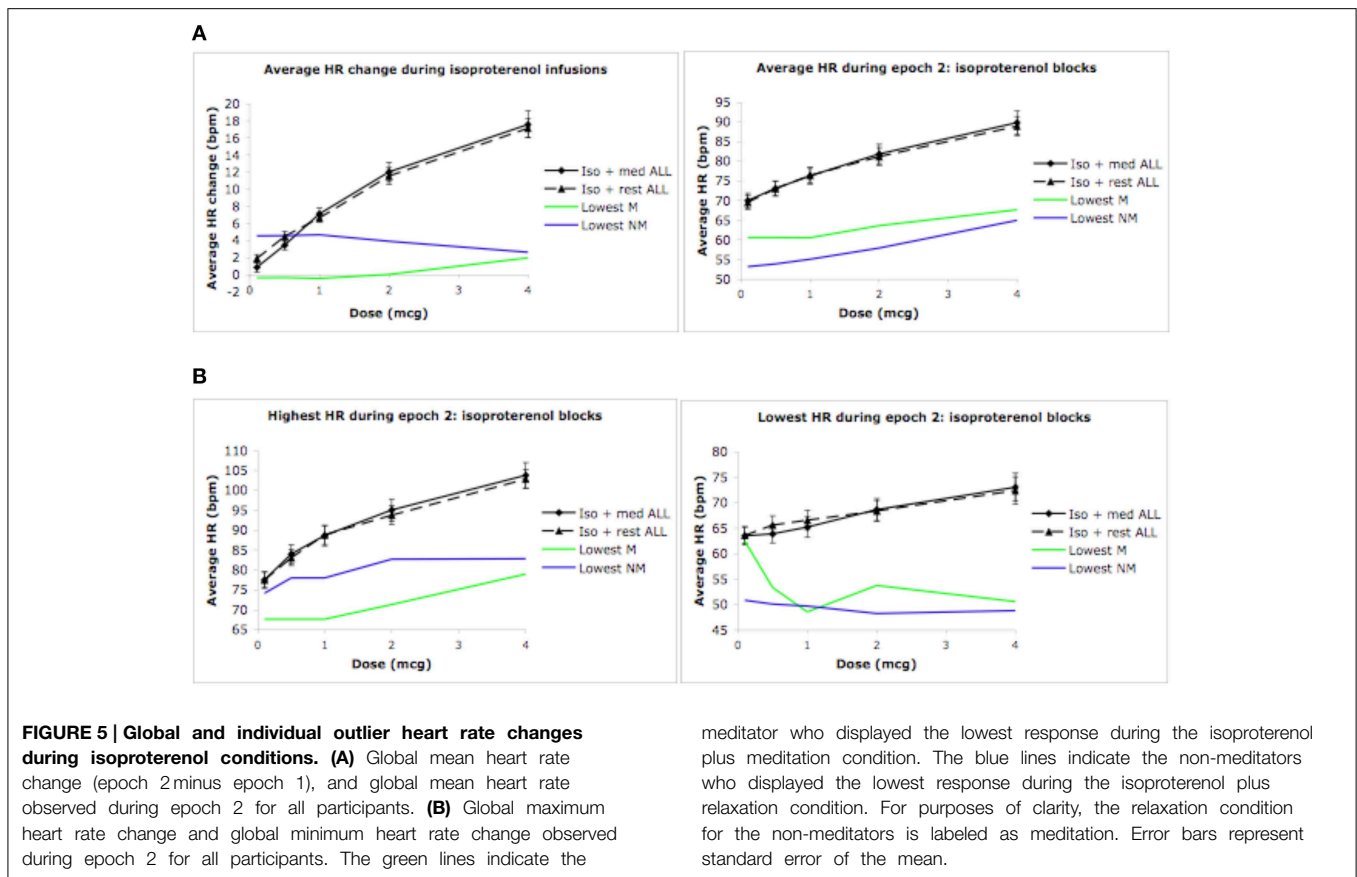 A
Average HR change during isoproterenol infusions
Average HR change (bpm)
20
18
16
14
12
10
8
6
4
2
0
-2
0
1
2
3
4
Dose (mcg)
Iso + med ALL
Iso + rest ALL
Lowest M
Lowest NM
Average HR during epoch 2: isoproterenol blocks
Average HR (bpm)
95
90
85
80
75
70
65
60
55
50
0
1
2
3
4
Dose (mcg)
Iso + med ALL
Iso + rest ALL
Lowest M
Lowest NM
B
Highest HR during epoch 2: isoproterenol blocks
Average HR (bpm)
110
105
100
95
90
85
80
75
70
65
0
1
2
3
4
Dose (mcg)
Iso + med ALL
Iso + rest ALL
Lowest M
Lowest NM
Lowest HR during epoch 2: isoproterenol blocks
Average HR (bpm)
80
75
70
65
60
55
50
45
0
1
2
3
4
Dose (mcg)
Iso + med ALL
Iso + rest ALL
Lowest M
Lowest NM
FIGURE 5 | Global and individual outlier heart rate changes
during isoproterenol conditions. (A) Global mean heart rate
change (epoch 2 minus epoch 1), and global mean heart rate
observed during epoch 2 for all participants. (B) Global maximum
heart rate change and global minimum heart rate change observed
during epoch 2 for all participants. The green lines indicate the
meditator who displayed the lowest response during the isoproterenol
plus meditation condition. The blue lines indicate the non-meditators
who displayed the lowest response during the isoproterenol plus
relaxation condition. For purposes of clarity, the relaxation condition
for the non-meditators is labeled as meditation. Error bars represent
standard error of the mean.